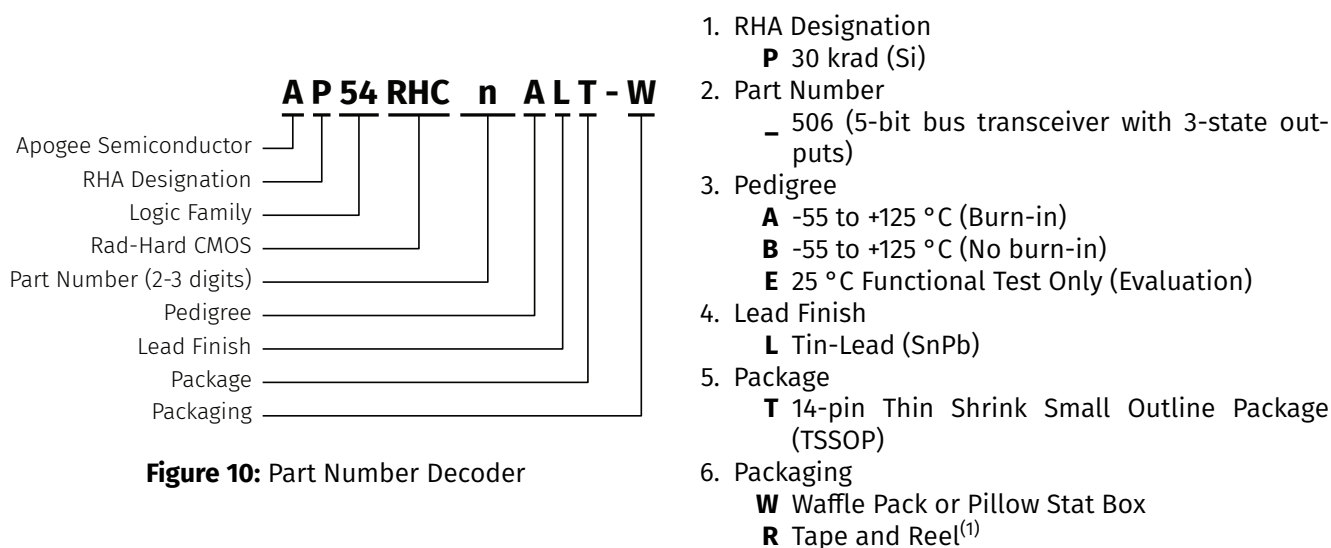 A P 54 RHC n A L T - W
Apogee Semiconductor
RHA Designation
Logic Family
Rad-Hard CMOS
Part Number (2-3 digits)
Pedigree
Lead Finish
Package
Packaging
Figure 10: Part Number Decoder
1. RHA Designation
P 30 krad (Si)
2. Part Number
_ 506 (5-bit bus transceiver with 3-state out-
puts)
3. Pedigree
A -55 to +125 °C (Burn-in)
B -55 to +125 °C (No burn-in)
E 25 °C Functional Test Only (Evaluation)
4. Lead Finish
L Tin-Lead (SnPb)
5. Package
T 14-pin Thin Shrink Small Outline Package
(TSSOP)
6. Packaging
W Waffle Pack or Pillow Stat Box
R Tape and Reel(1)